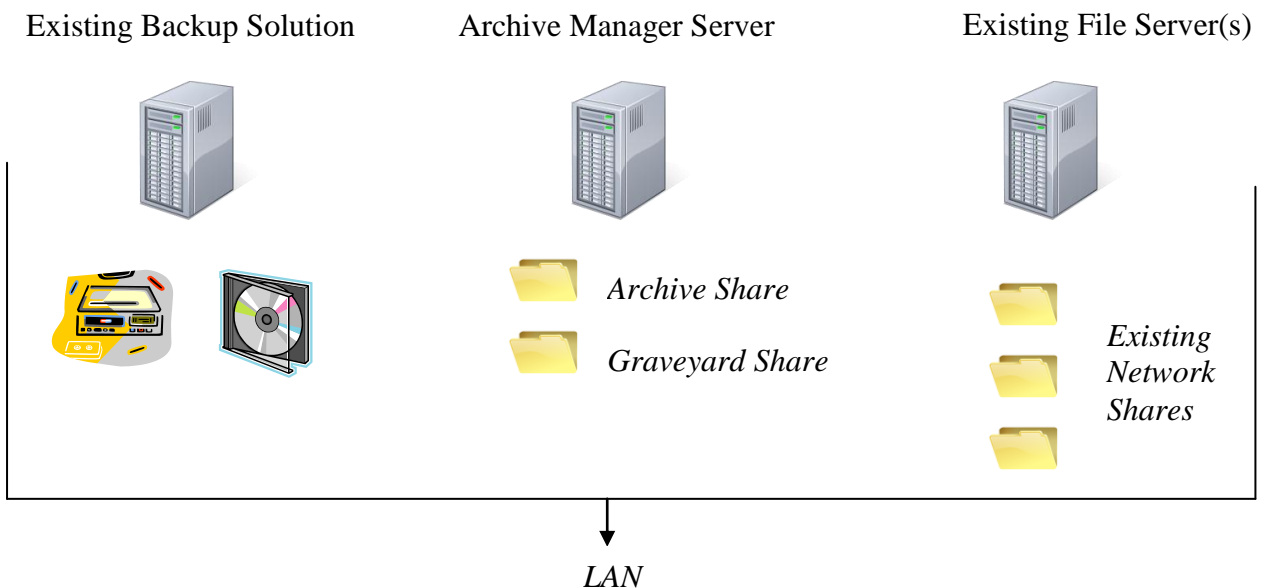 Existing Backup Solution
Archive Manager Server
Existing File Server(s)
Archive Share
Graveyard Share
Existing
Network
Shares
LAN